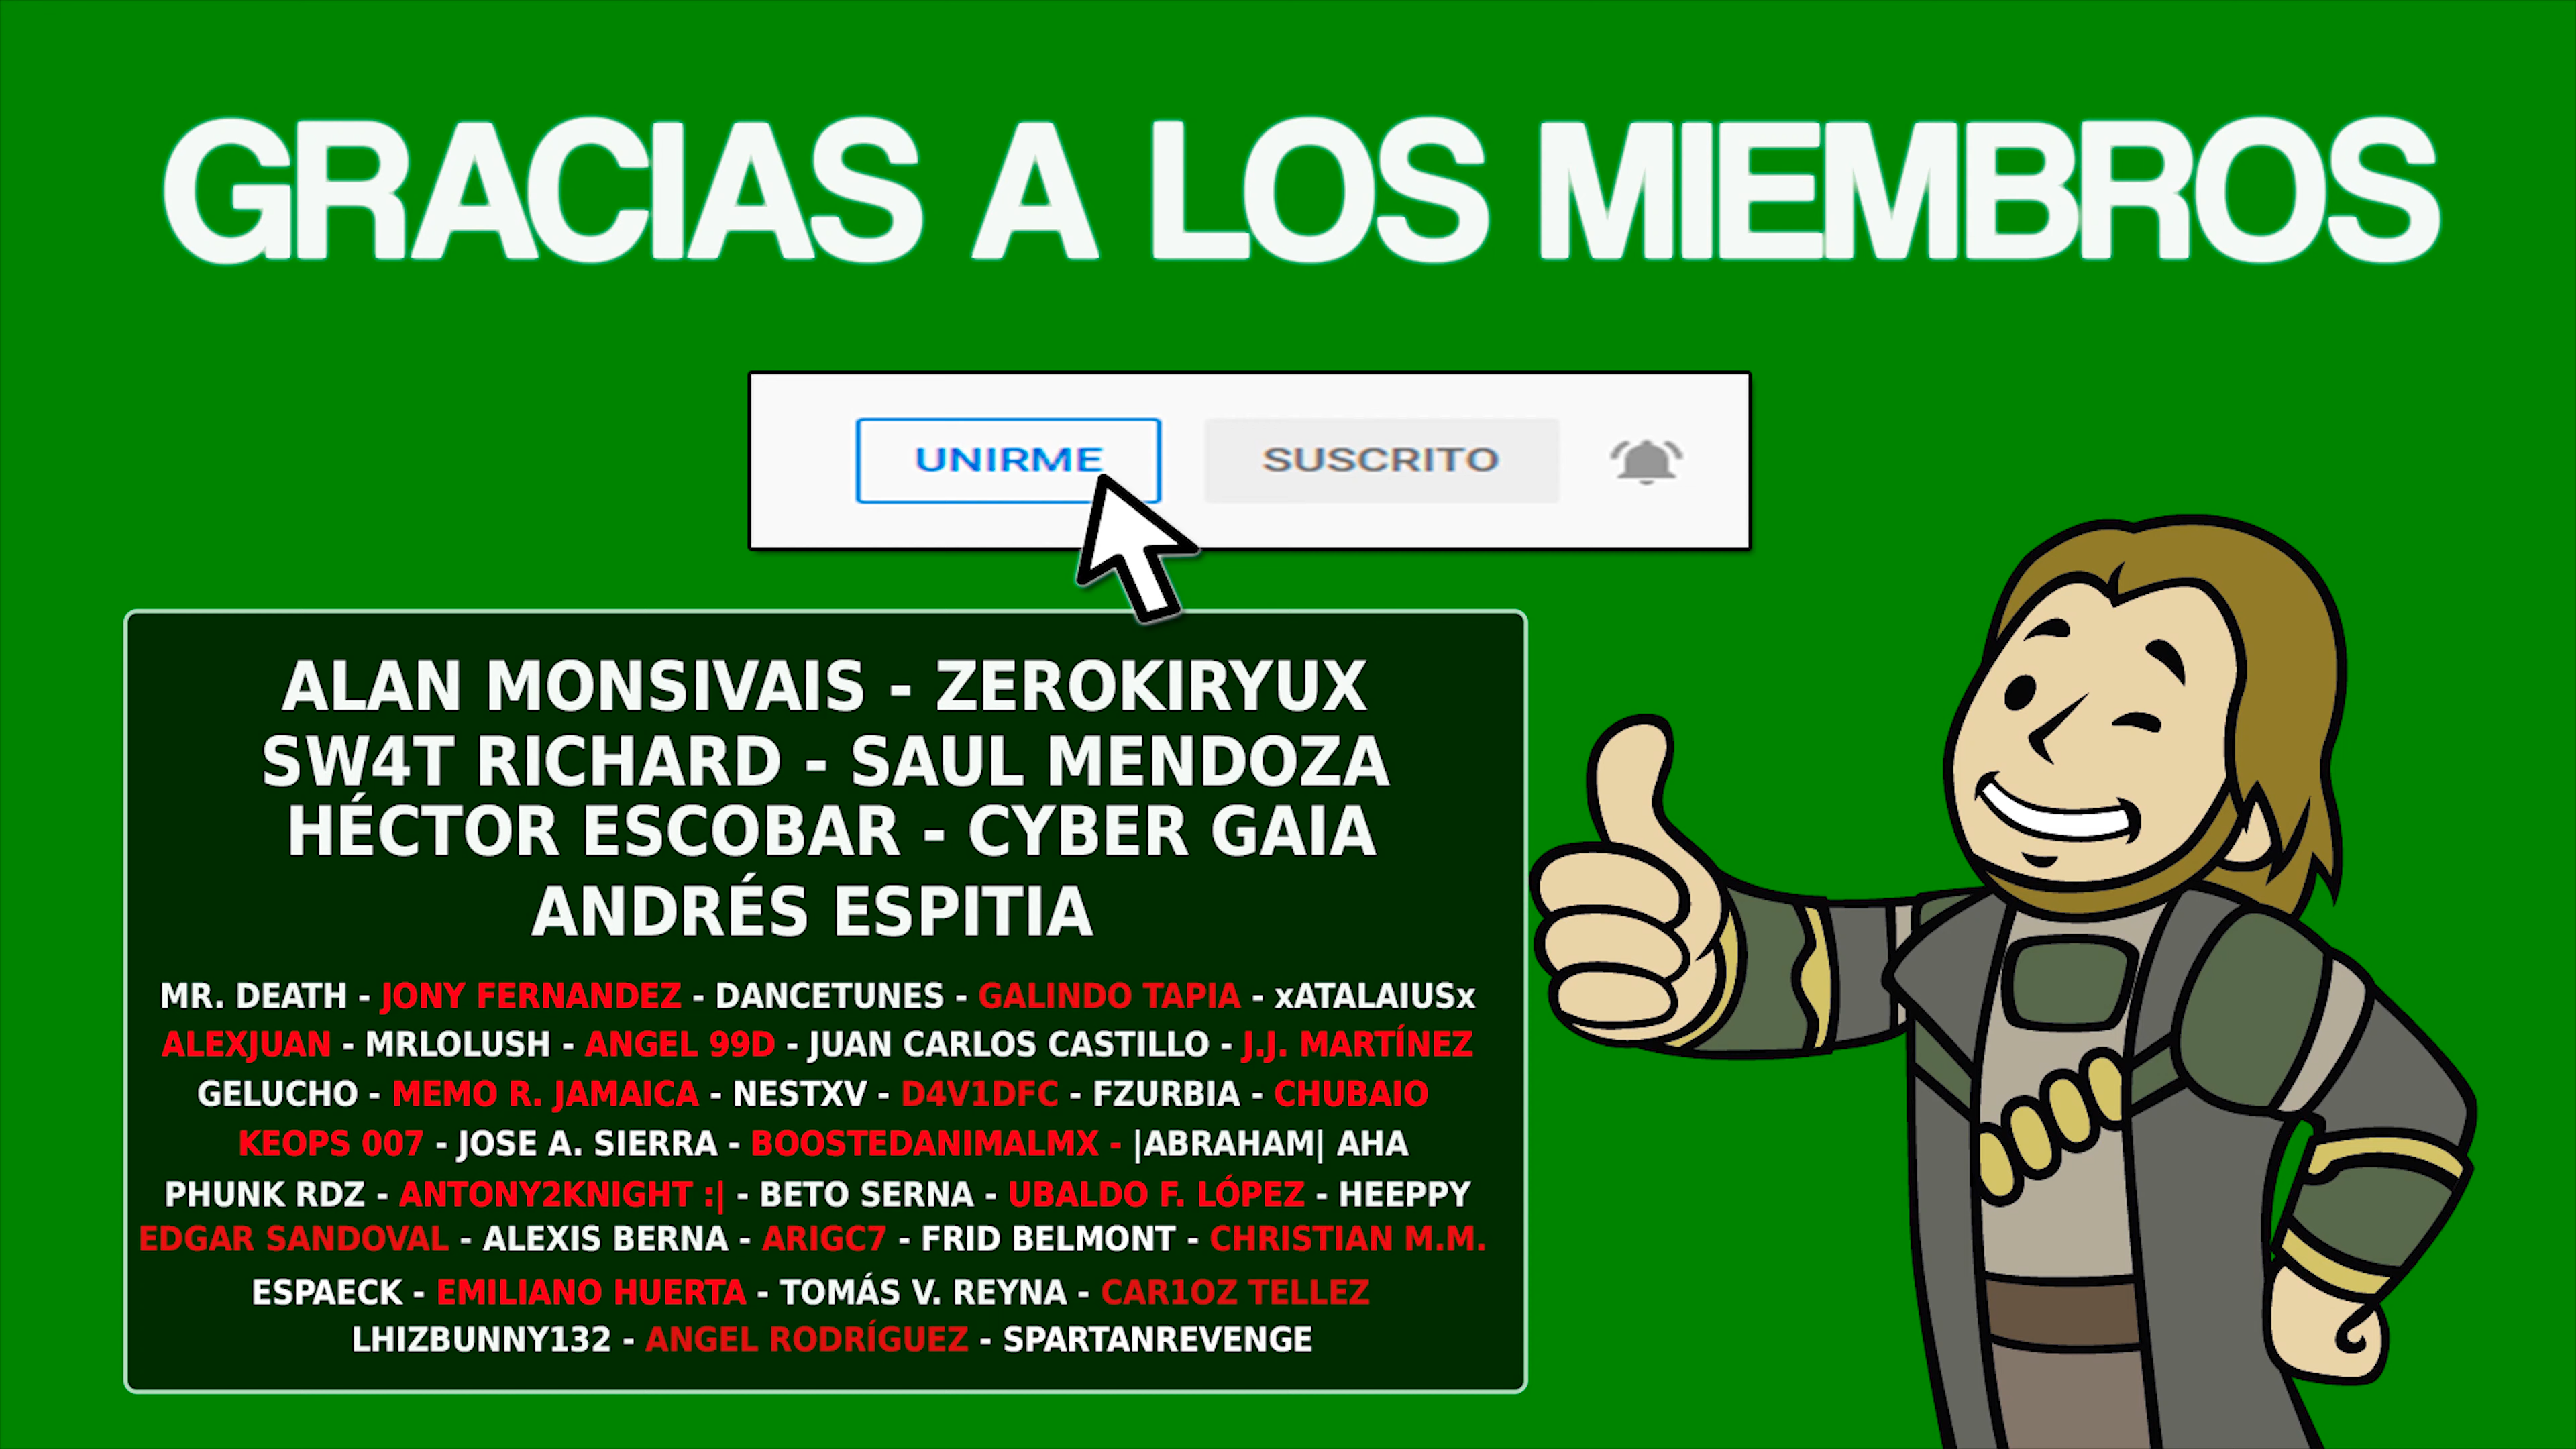 GRACIAS A LOS MIEMBROS
UNIRME SUSCRITO
ALAN MONSIVAIS - ZEROKIRYUX
SW4T RICHARD - SAUL MENDOZA
HÉCTOR ESCOBAR - CYBER GAIA
ANDRÉS ESPITIA
MR. DEATH - JONY FERNANDEZ - DANCETUNES - GALINDO TAPIA - xATALAIUSx
ALEXJUAN - MRLOLUSH - ANGEL 99D - JUAN CARLOS CASTILLO - J.J. MARTÍNEZ
GELUCHO - MEMO R. JAMAICA - NESTXV - D4V1DFC - FZURBIA - CHUBAIO
KEOPS 007 - JOSE A. SIERRA - BOOSTEDANIMALMX - |ABRAHAM| AHA
PHUNK RDZ - ANTONY2KNIGHT :| - BETO SERNA - UBALDO F. LÓPEZ - HEEPPY
EDGAR SANDOVAL - ALEXIS BERNA - ARIGC7 - FRID BELMONT - CHRISTIAN M.M.
ESPAECK - EMILIANO HUERTA - TOMÁS V. REYNA - CAR1OZ TELLEZ
LHIZBUNNY132 - ANGEL RODRÍGUEZ - SPARTANREVENGE